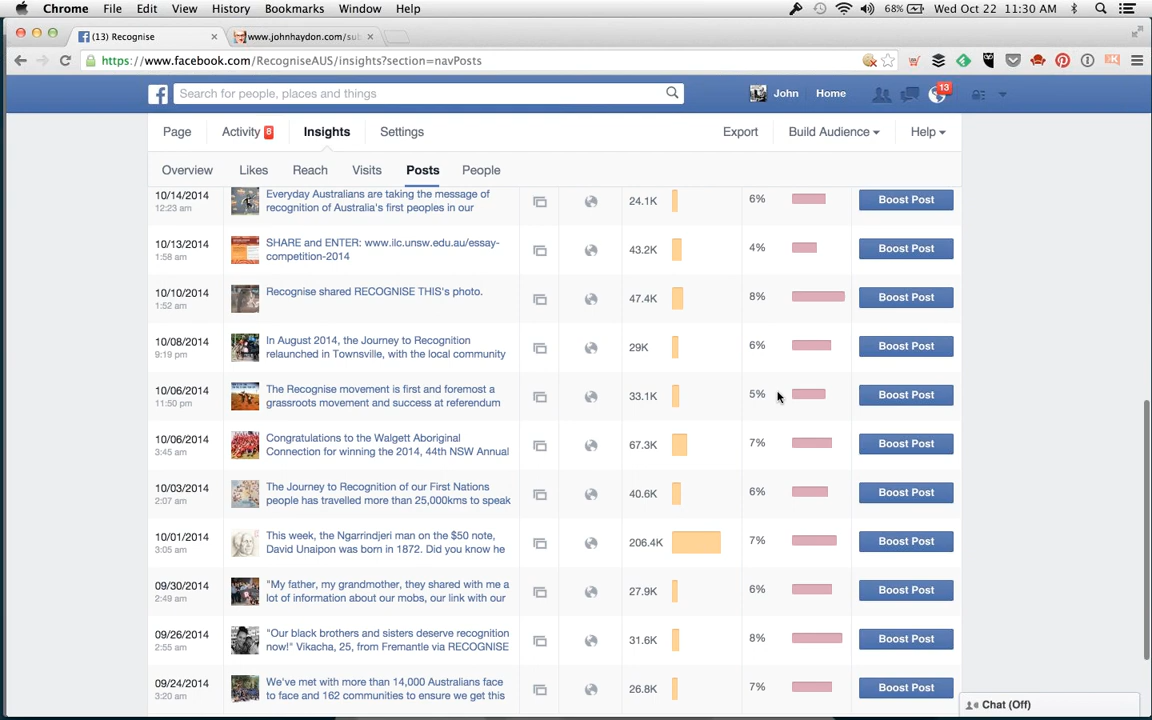 Chrome File Edit View History Bookmarks Window Help 68% Wed Oct 22 11:30 AM
(13) Recognise www.johnhaydon.com/sub
https://www.facebook.com/RecogniseAUS/insights?section=navPosts
Search for people, places and things John Home 13
Page Activity 8 Insights Settings Export Build Audience Help
Overview Likes Reach Visits Posts People
10/14/2014 Everyday Australians are taking the message of 24.1K 6% Boost Post
12:23 am recognition of Australia's first peoples in our
10/13/2014 SHARE and ENTER: www.ilc.unsw.edu.au/essay- 43.2K 4% Boost Post
1:58 am competition-2014
10/10/2014 Recognise shared RECOGNISE THIS's photo. 47.4K 8% Boost Post
1:52 am
10/08/2014 In August 2014, the Journey to Recognition 29K 6% Boost Post
9:19 pm relaunched in Townsville, with the local community
10/06/2014 The Recognise movement is first and foremost a 33.1K 5% Boost Post
11:50 pm grassroots movement and success at referendum
10/06/2014 Congratulations to the Walgett Aboriginal 67.3K 7% Boost Post
3:45 am Connection for winning the 2014, 44th NSW Annual
10/03/2014 The Journey to Recognition of our First Nations 40.6K 6% Boost Post
2:07 am people has travelled more than 25,000kms to speak
10/01/2014 This week, the Ngarrindjeri man on the $50 note, 206.4K 7% Boost Post
3:05 am David Unaipon was born in 1872. Did you know he
09/30/2014 "My father, my grandmother, they shared with me a 27.9K 6% Boost Post
2:49 am lot of information about our mobs, our link with our
09/26/2014 "Our black brothers and sisters deserve recognition 31.6K 8% Boost Post
2:55 am now!" Vikacha, 25, from Fremantle via RECOGNISE
09/24/2014 We've met with more than 14,000 Australians face 26.8K 7% Boost Post
3:20 am to face and 162 communities to ensure we get this
Chat (Off)